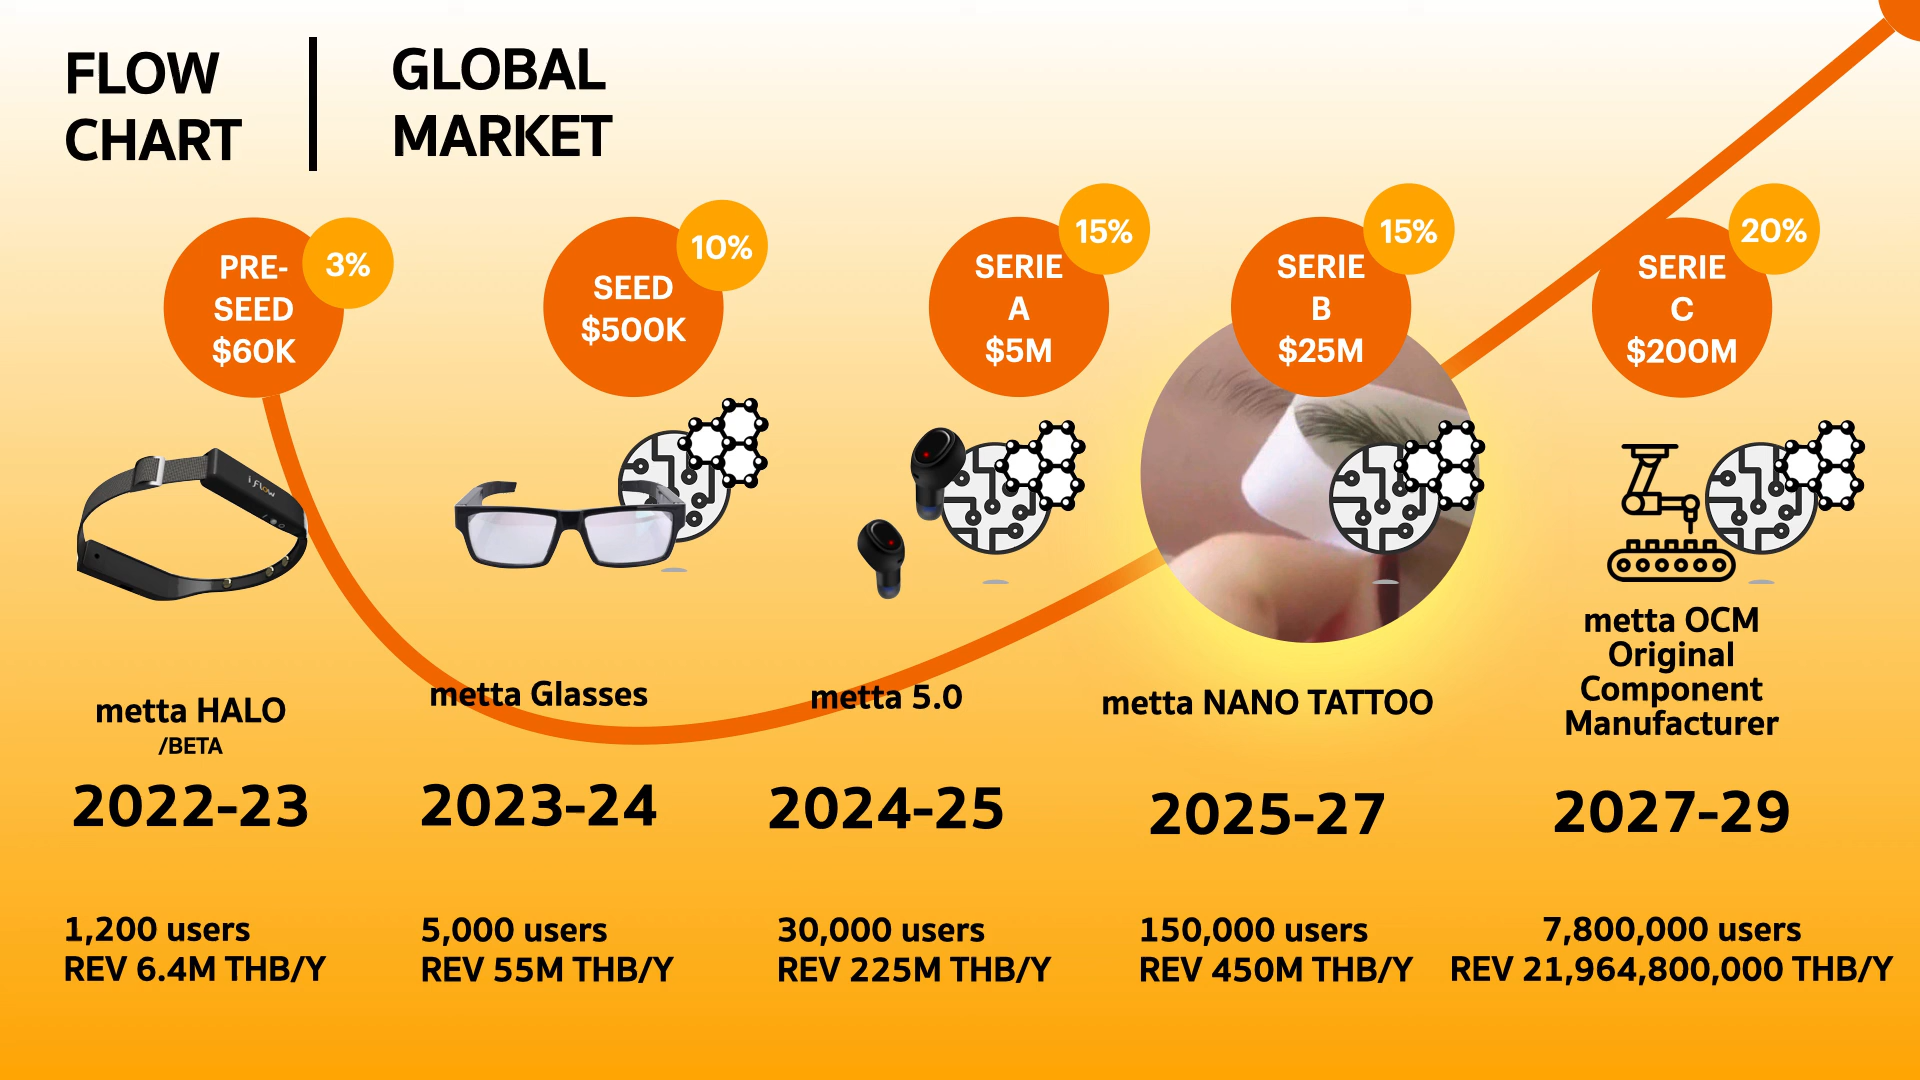 FLOW
CHART
GLOBAL
MARKET
PRE-
SEED
$60K
3%
SEED
$500K
10%
SERIE
A
$5M
15%
SERIE
B
$25M
15%
SERIE
C
$200M
20%
i FLOW
metta HALO
/BETA
metta Glasses
metta 5.0
metta NANO TATTOO
metta OCM
Original
Component
Manufacturer
2022-23
2023-24
2024-25
2025-27
2027-29
1,200 users
REV 6.4M THB/Y
5,000 users
REV 55M THB/Y
30,000 users
REV 225M THB/Y
150,000 users
REV 450M THB/Y
7,800,000 users
REV 21,964,800,000 THB/Y